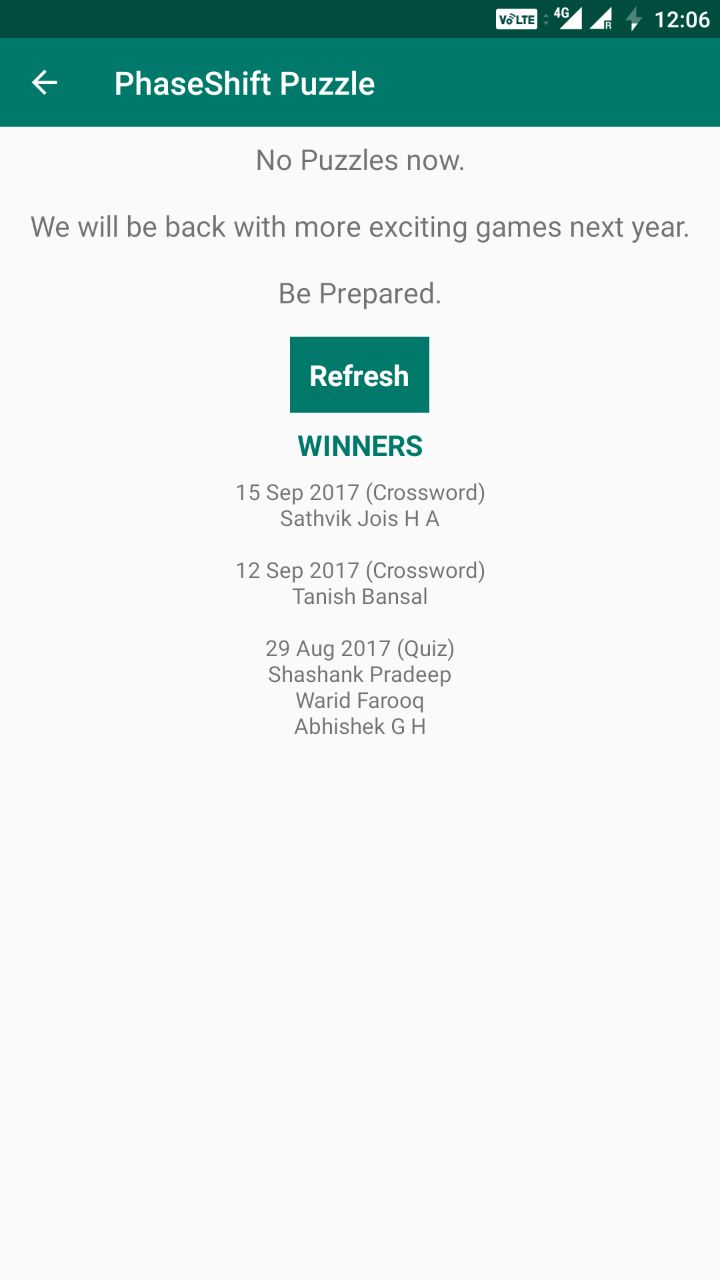 VoLTE 4G R 12:06
PhaseShift Puzzle
No Puzzles now.
We will be back with more exciting games next year.
Be Prepared.
Refresh
WINNERS
15 Sep 2017 (Crossword)
Sathvik Jois H A
12 Sep 2017 (Crossword)
Tanish Bansal
29 Aug 2017 (Quiz)
Shashank Pradeep
Warid Farooq
Abhishek G H